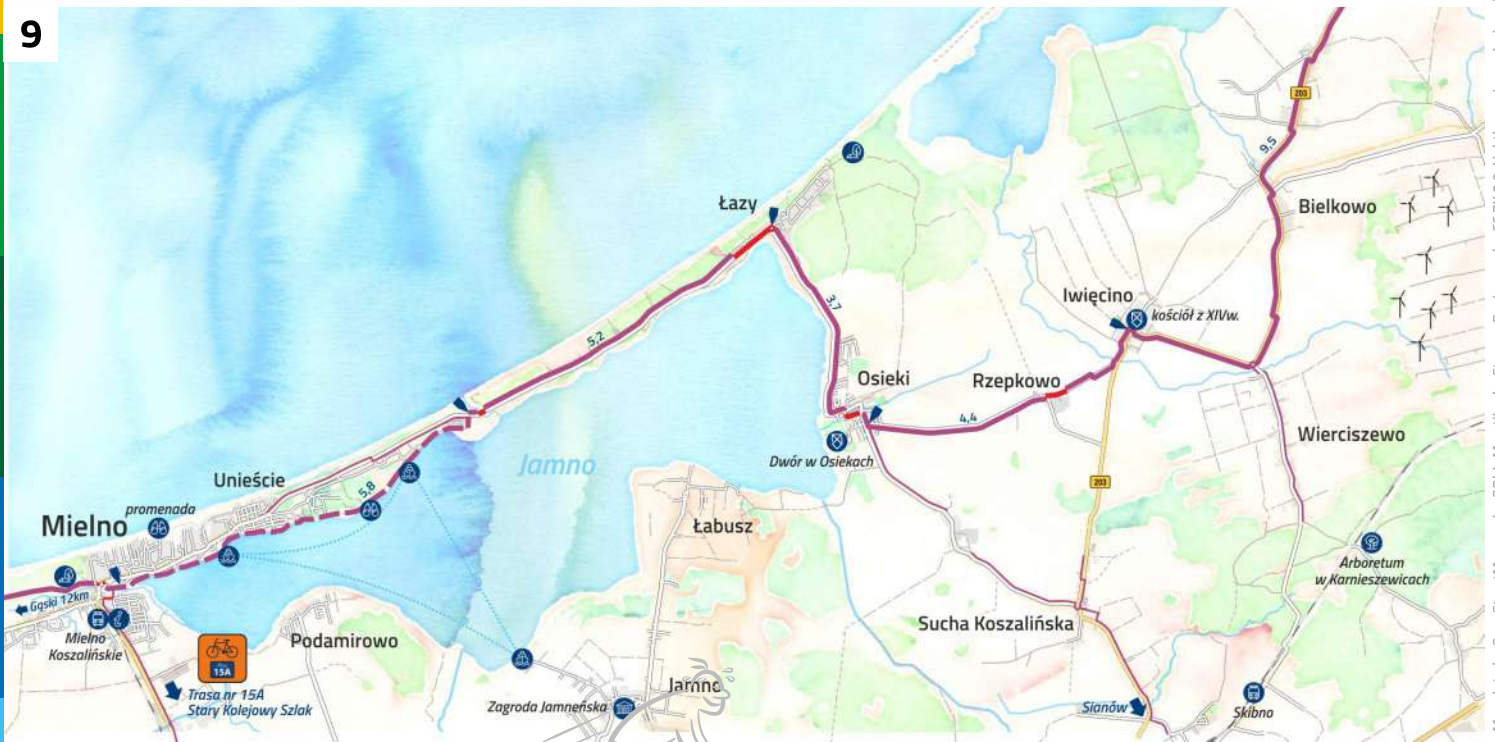 9
203
9,5
Łazy
Bielkowo
Iwięcino
kościół z XIVw.
3,7
5,2
Osieki
Rzepkowo
4,4
Dwór w Osiekach
Wierciszewo
Jamno
Unieście
5,8
promenada
Mielno
203
Łabusz
Arboretum
w Karnieszewicach
Gąski 12km
Mielno
Koszalińskie
Podamirowo
Sucha Koszalińska
15A
Trasa nr 15A
Stary Kolejowy Szlak
Jamno
Zagroda Jamneńska
Sianów
Skibno